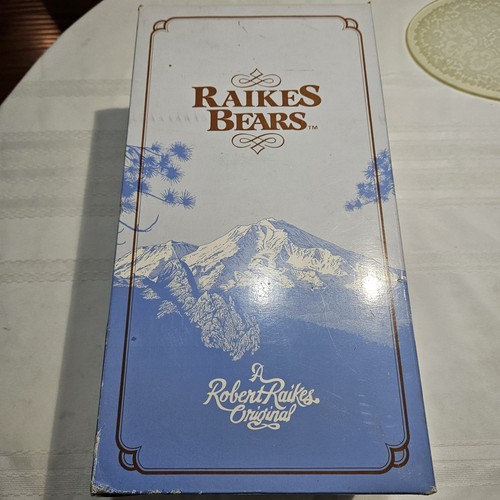 RAIKES
BEARS™
A
Robert Raikes
Original